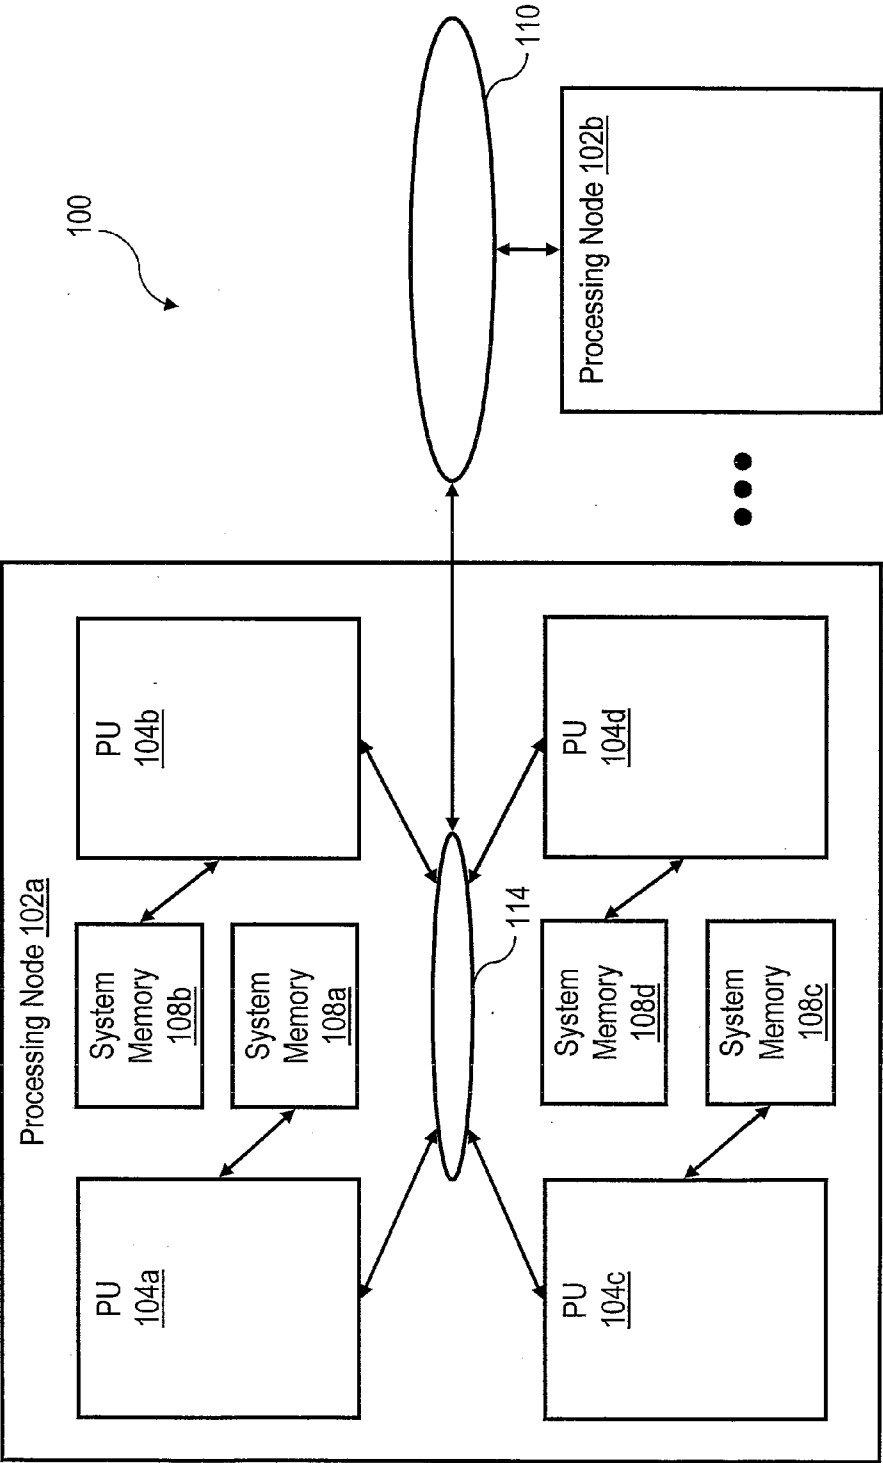 100
Processing Node 102a
PU
104a
System
Memory
108b
System
Memory
108a
PU
104b
114
110
PU
104c
System
Memory
108d
System
Memory
108c
PU
104d
Processing Node 102b